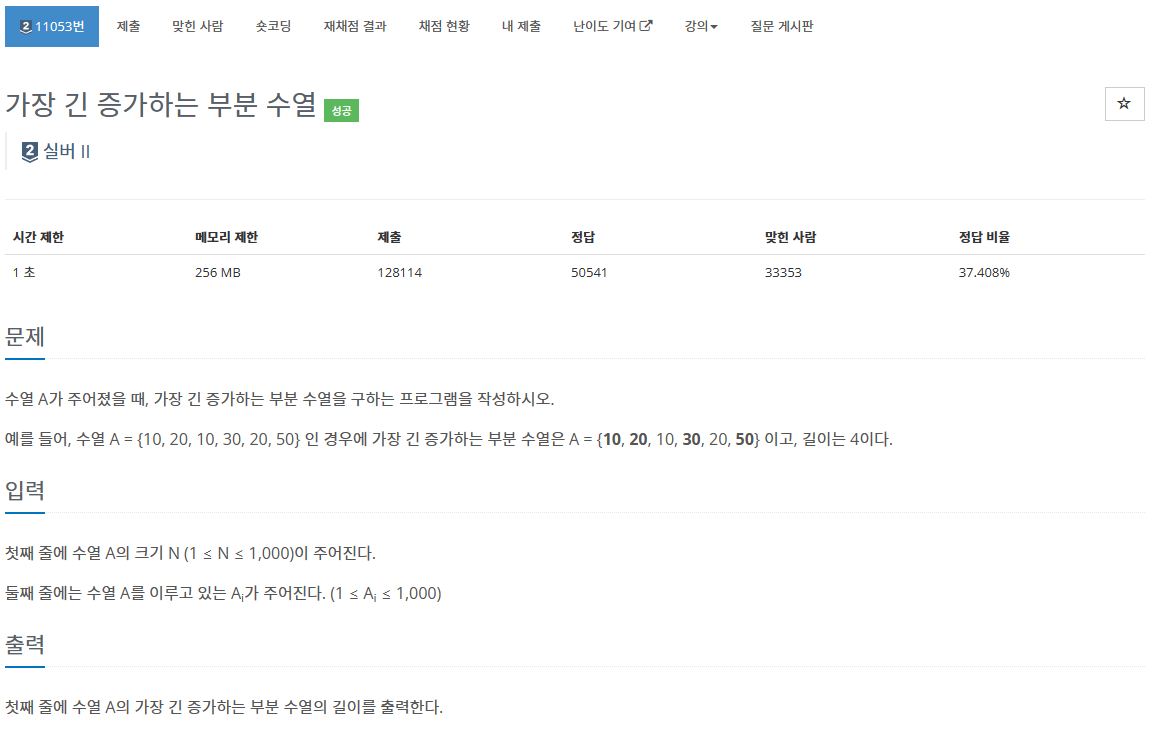 2 11053번 제출 맞힌 사람 숏코딩 재채점 결과 채점 현황 내 제출 난이도 기여 강의 질문 게시판
가장 긴 증가하는 부분 수열 성공
2 실버 II
시간 제한 메모리 제한 제출 정답 맞힌 사람 정답 비율
1 초 256 MB 128114 50541 33353 37.408%
문제
수열 A가 주어졌을 때, 가장 긴 증가하는 부분 수열을 구하는 프로그램을 작성하시오.
예를 들어, 수열 A = {10, 20, 10, 30, 20, 50} 인 경우에 가장 긴 증가하는 부분 수열은 A = {10, 20, 10, 30, 20, 50} 이고, 길이는 4이다.
입력
첫째 줄에 수열 A의 크기 N (1 ≤ N ≤ 1,000)이 주어진다.
둘째 줄에는 수열 A를 이루고 있는 Ai가 주어진다. (1 ≤ Ai ≤ 1,000)
출력
첫째 줄에 수열 A의 가장 긴 증가하는 부분 수열의 길이를 출력한다.